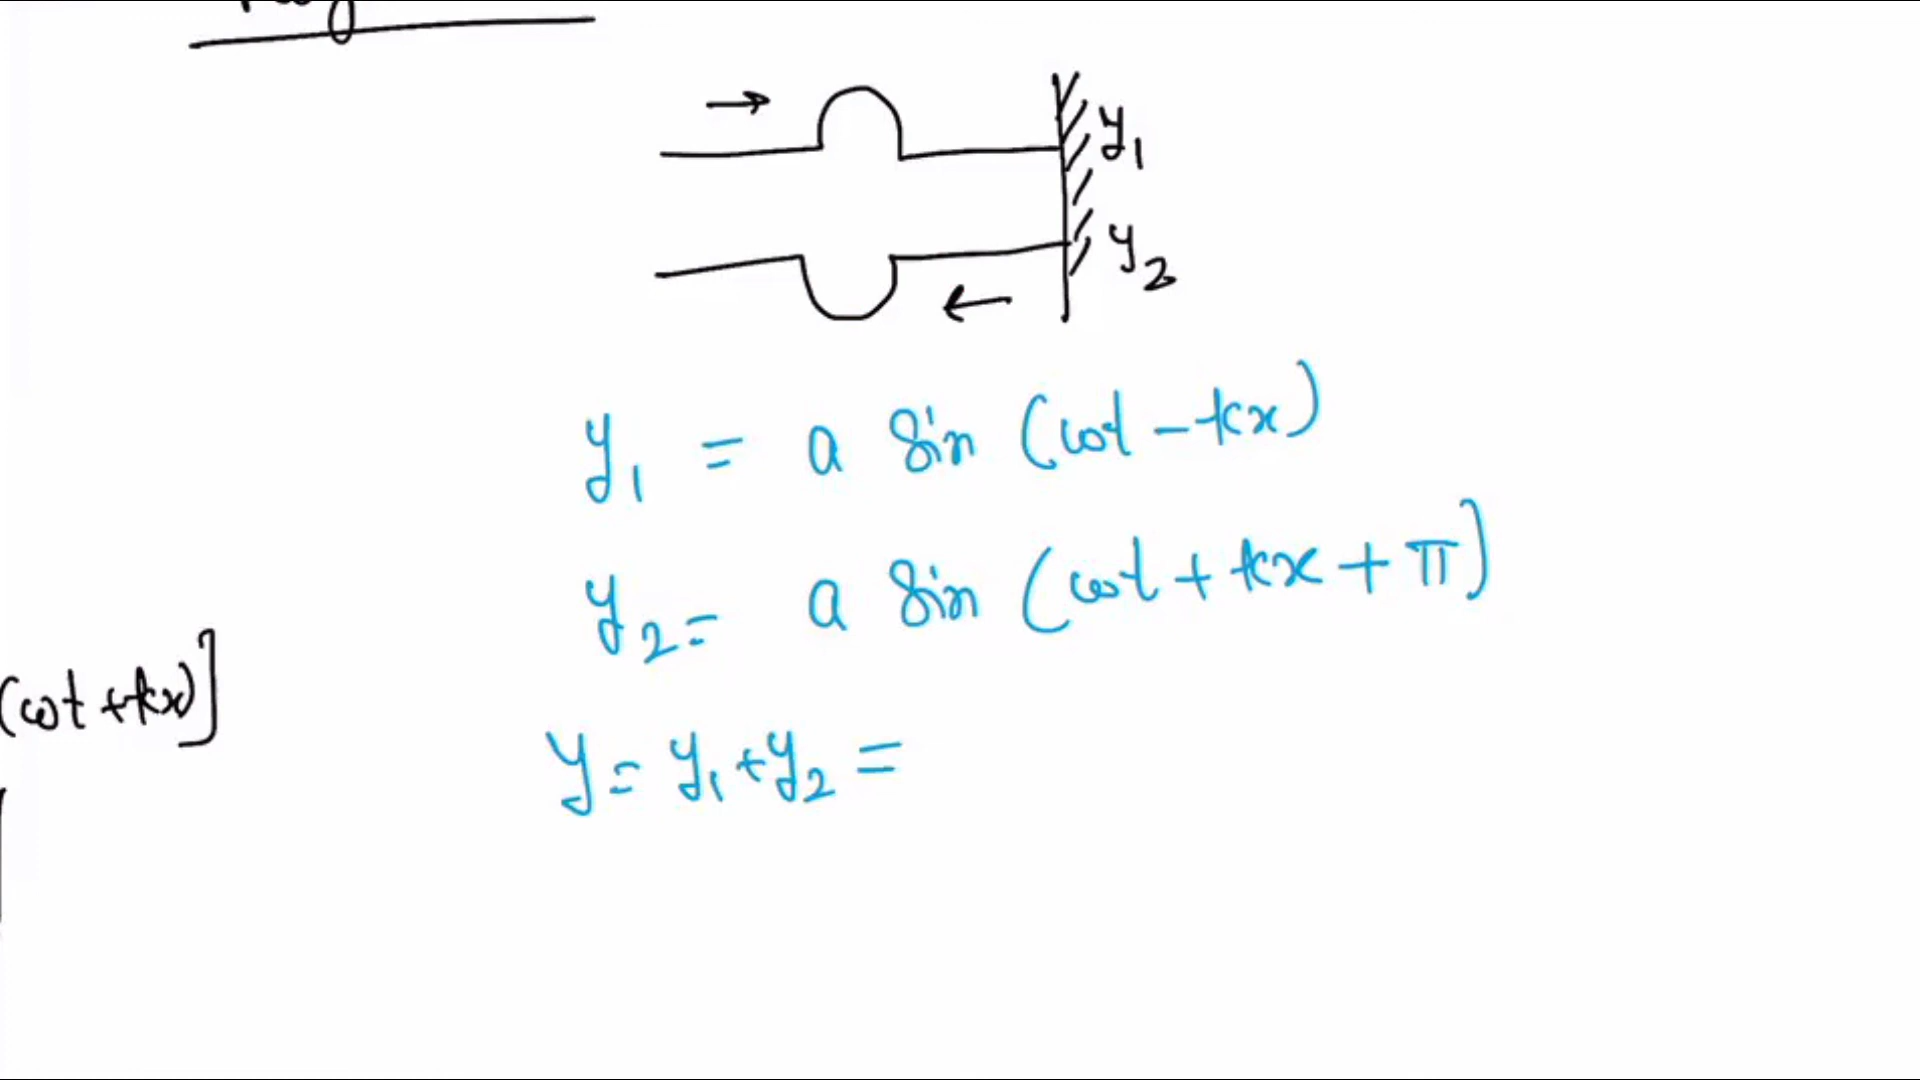 y₁
y₂
y₁ = a sin (ωt - kx)
y₂ = a sin (ωt + kx + π)
(ωt + kx)]
y = y₁ + y₂ =